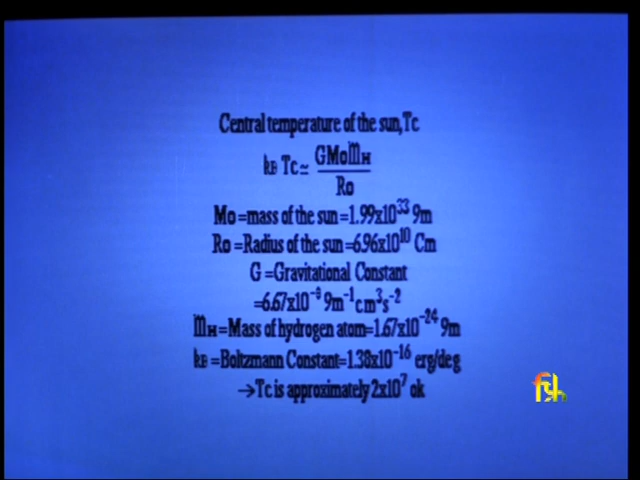 Central temperature of the sun,Tc
kB Tc ≃ GMomH / Ro
Mo =mass of the sun =1.99x10^33 9m
Ro =Radius of the sun =6.96x10^10 Cm
G =Gravitational Constant
=6.67x10^-8 9m^-1 cm^3 s^-2
mH=Mass of hydrogen atom=1.67x10^-24 9m
kB =Boltzmann Constant=1.38x10^-16 erg/deg
→Tc is approximately 2x10^7 ok